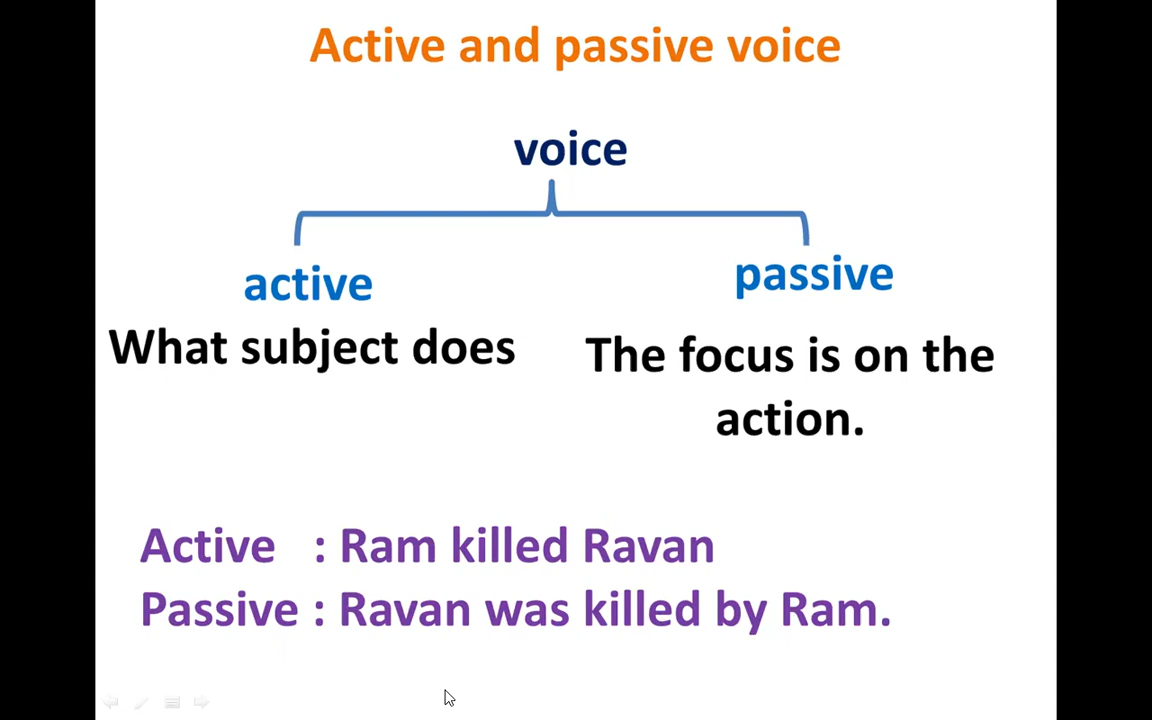 Active and passive voice
voice
active
passive
What subject does
The focus is on the
action.
Active : Ram killed Ravan
Passive : Ravan was killed by Ram.